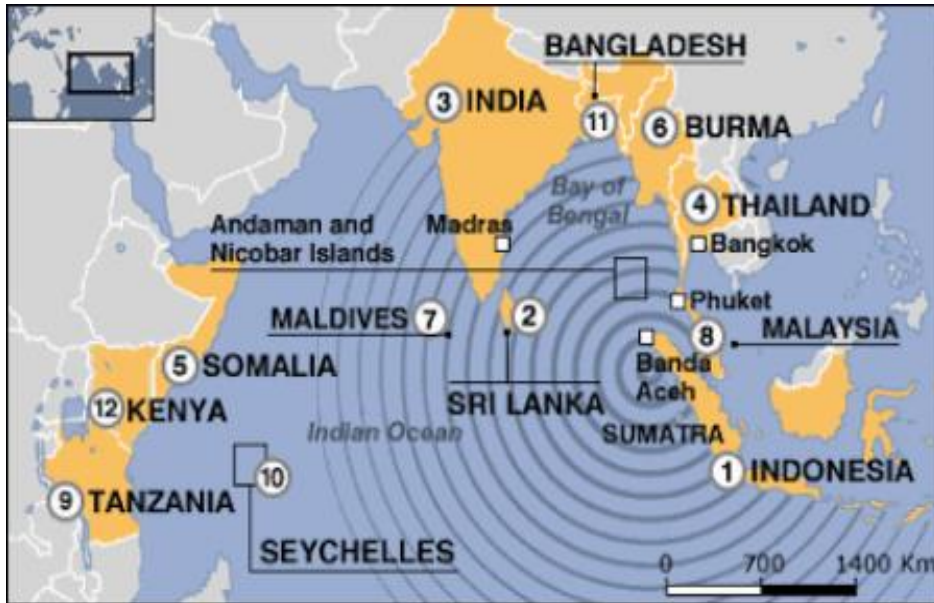 BANGLADESH
3 INDIA
11
6 BURMA
Bay of
Bengal
4 THAILAND
Andaman and
Nicobar Islands
Madras
Bangkok
Phuket
MALDIVES 7
2
8 MALAYSIA
Banda
Aceh
5 SOMALIA
SRI LANKA
12 KENYA
Indian Ocean
SUMATRA
10
1 INDONESIA
9 TANZANIA
SEYCHELLES
0 700 1400 Km